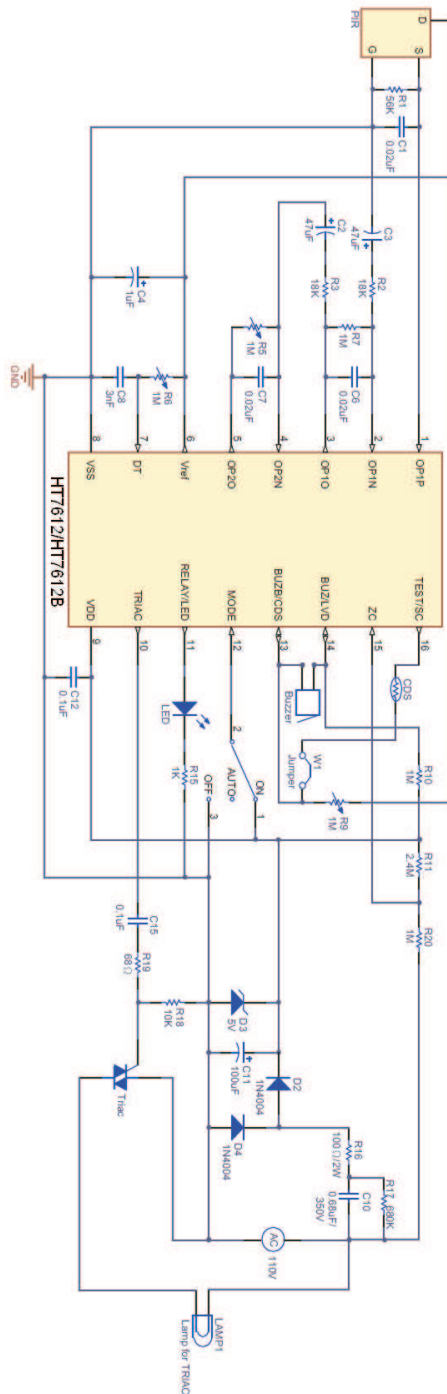 PIR
D
S
G
R1
56K
C1
0.02uF
C2
47uF
C3
47uF
R3
18K
R2
18K
R7
1M
C6
0.02uF
R5
1M
C7
0.02uF
C4
1uF
R6
1M
C8
3nF
GND
8
7
6
5
4
3
2
1
VSS
DT
Vref
OP2O
OP2N
OP1O
OP1N
OP1P
HT7612/HT7612B
VDD
TRIAC
RELAY/LED
MODE
BUZB/CDS
BUZ/LVD
ZC
TEST/SC
9
10
11
12
13
14
15
16
C12
0.1uF
LED
R15
1K
2
AUTO
ON
1
OFF
3
Buzzer
CDS
W1
Jumper
R9
1M
R10
1M
R11
2.4M
R20
1M
C15
0.1uF
R19
68Ω
R18
10K
D3
5V
C11
100uF
D2
1N4004
D4
1N4004
Triac
R16
100Ω/2W
R17
680K
C10
0.68uF/
350V
AC
110V
LAMP1
Lamp for TRIAC